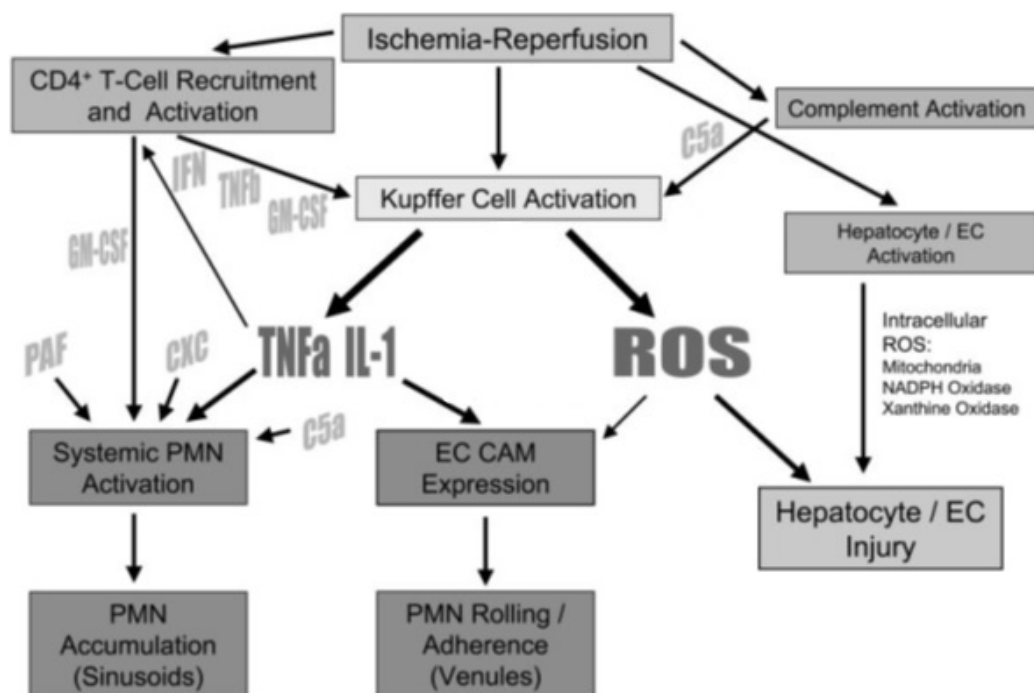 Ischemia-Reperfusion
CD4⁺ T-Cell Recruitment
and Activation
Complement Activation
C5a
IFN
TNFb
GM-CSF
Kupffer Cell Activation
GM-CSF
Hepatocyte / EC
Activation
PAF
CXC
TNFa IL-1
ROS
Intracellular
ROS:
Mitochondria
NADPH Oxidase
Xanthine Oxidase
C5a
Systemic PMN
Activation
EC CAM
Expression
Hepatocyte / EC
Injury
PMN
Accumulation
(Sinusoids)
PMN Rolling /
Adherence
(Venules)